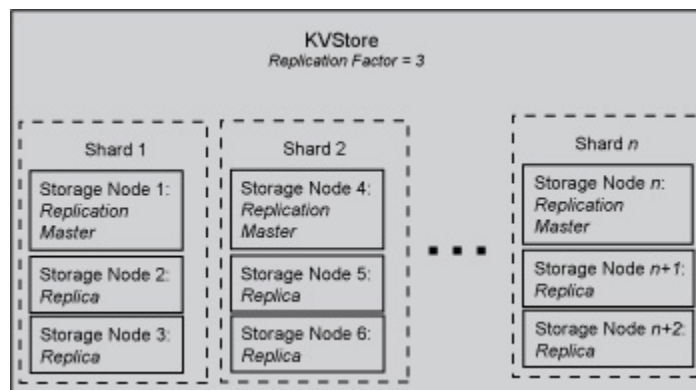 KVStore
Replication Factor = 3
Shard 1
Storage Node 1:
Replication
Master
Storage Node 2:
Replica
Storage Node 3:
Replica
Shard 2
Storage Node 4:
Replication
Master
Storage Node 5:
Replica
Storage Node 6:
Replica
Shard n
Storage Node n:
Replication
Master
Storage Node n+1:
Replica
Storage Node n+2:
Replica